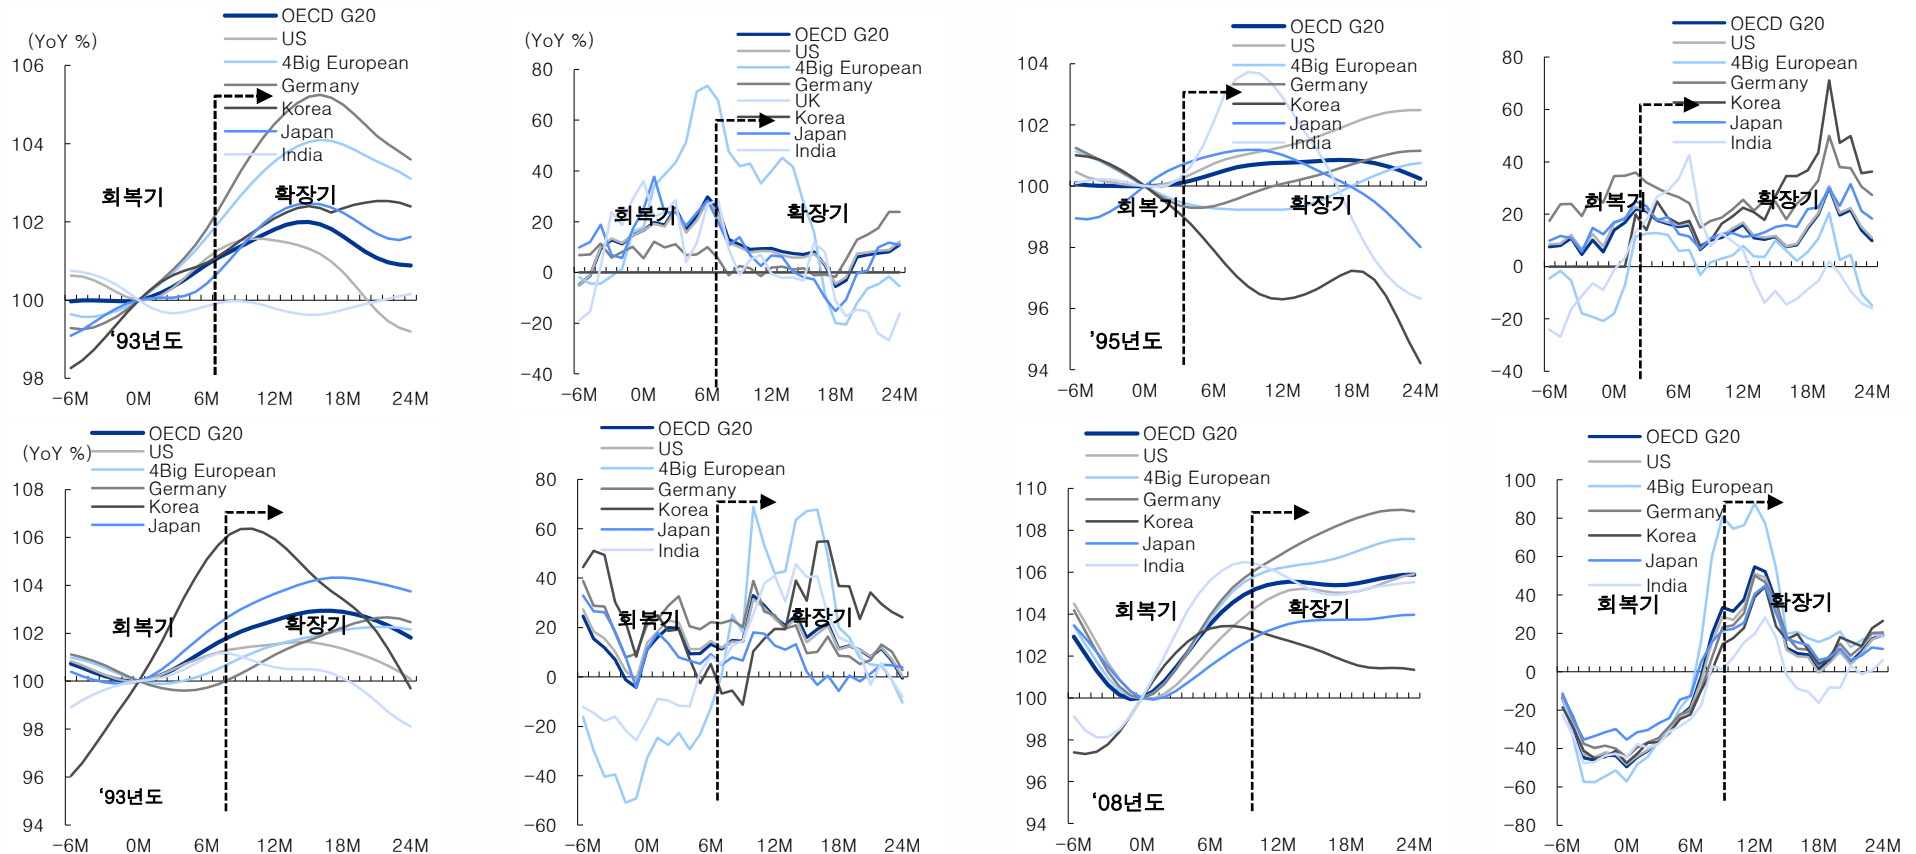 (YoY %)
OECD G20
US
4Big European
Germany
Korea
Japan
India
106
104
102
100
98
회복기
확장기
‘93년도
−6M 0M 6M 12M 18M 24M
(YoY %)
OECD G20
US
4Big European
Germany
UK
Korea
Japan
India
80
60
40
20
0
−20
−40
회복기
확장기
−6M 0M 6M 12M 18M 24M
OECD G20
US
4Big European
Germany
Korea
Japan
India
104
102
100
98
96
94
회복기
확장기
‘95년도
−6M 0M 6M 12M 18M 24M
OECD G20
US
4Big European
Germany
Korea
Japan
India
80
60
40
20
0
−20
−40
회복기
확장기
−6M 0M 6M 12M 18M 24M
(YoY %)
OECD G20
US
4Big European
Germany
Korea
Japan
108
106
104
102
100
98
96
94
회복기
확장기
‘93년도
−6M 0M 6M 12M 18M 24M
OECD G20
US
4Big European
Germany
Korea
Japan
India
80
60
40
20
0
−20
−40
−60
회복기
확장기
−6M 0M 6M 12M 18M 24M
OECD G20
US
4Big European
Germany
Korea
Japan
India
110
108
106
104
102
100
98
96
94
회복기
확장기
‘08년도
−6M 0M 6M 12M 18M 24M
OECD G20
US
4Big European
Germany
Korea
Japan
India
100
80
60
40
20
0
−20
−40
−60
−80
회복기
확장기
−6M 0M 6M 12M 18M 24M